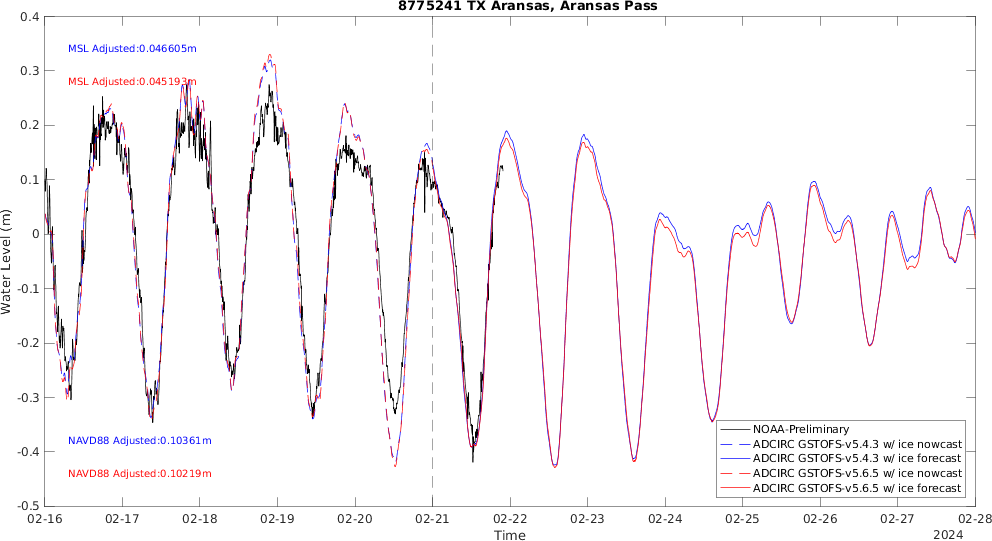 8775241 TX Aransas, Aransas Pass
0.4
0.3
0.2
0.1
0
-0.1
-0.2
-0.3
-0.4
-0.5
Water Level (m)
MSL Adjusted:0.046605m
MSL Adjusted:0.045193m
NAVD88 Adjusted:0.10361m
NAVD88 Adjusted:0.10219m
NOAA-Preliminary
ADCIRC GSTOFS-v5.4.3 w/ ice nowcast
ADCIRC GSTOFS-v5.4.3 w/ ice forecast
ADCIRC GSTOFS-v5.6.5 w/ ice nowcast
ADCIRC GSTOFS-v5.6.5 w/ ice forecast
02-16 02-17 02-18 02-19 02-20 02-21 02-22 02-23 02-24 02-25 02-26 02-27 02-28
Time
2024